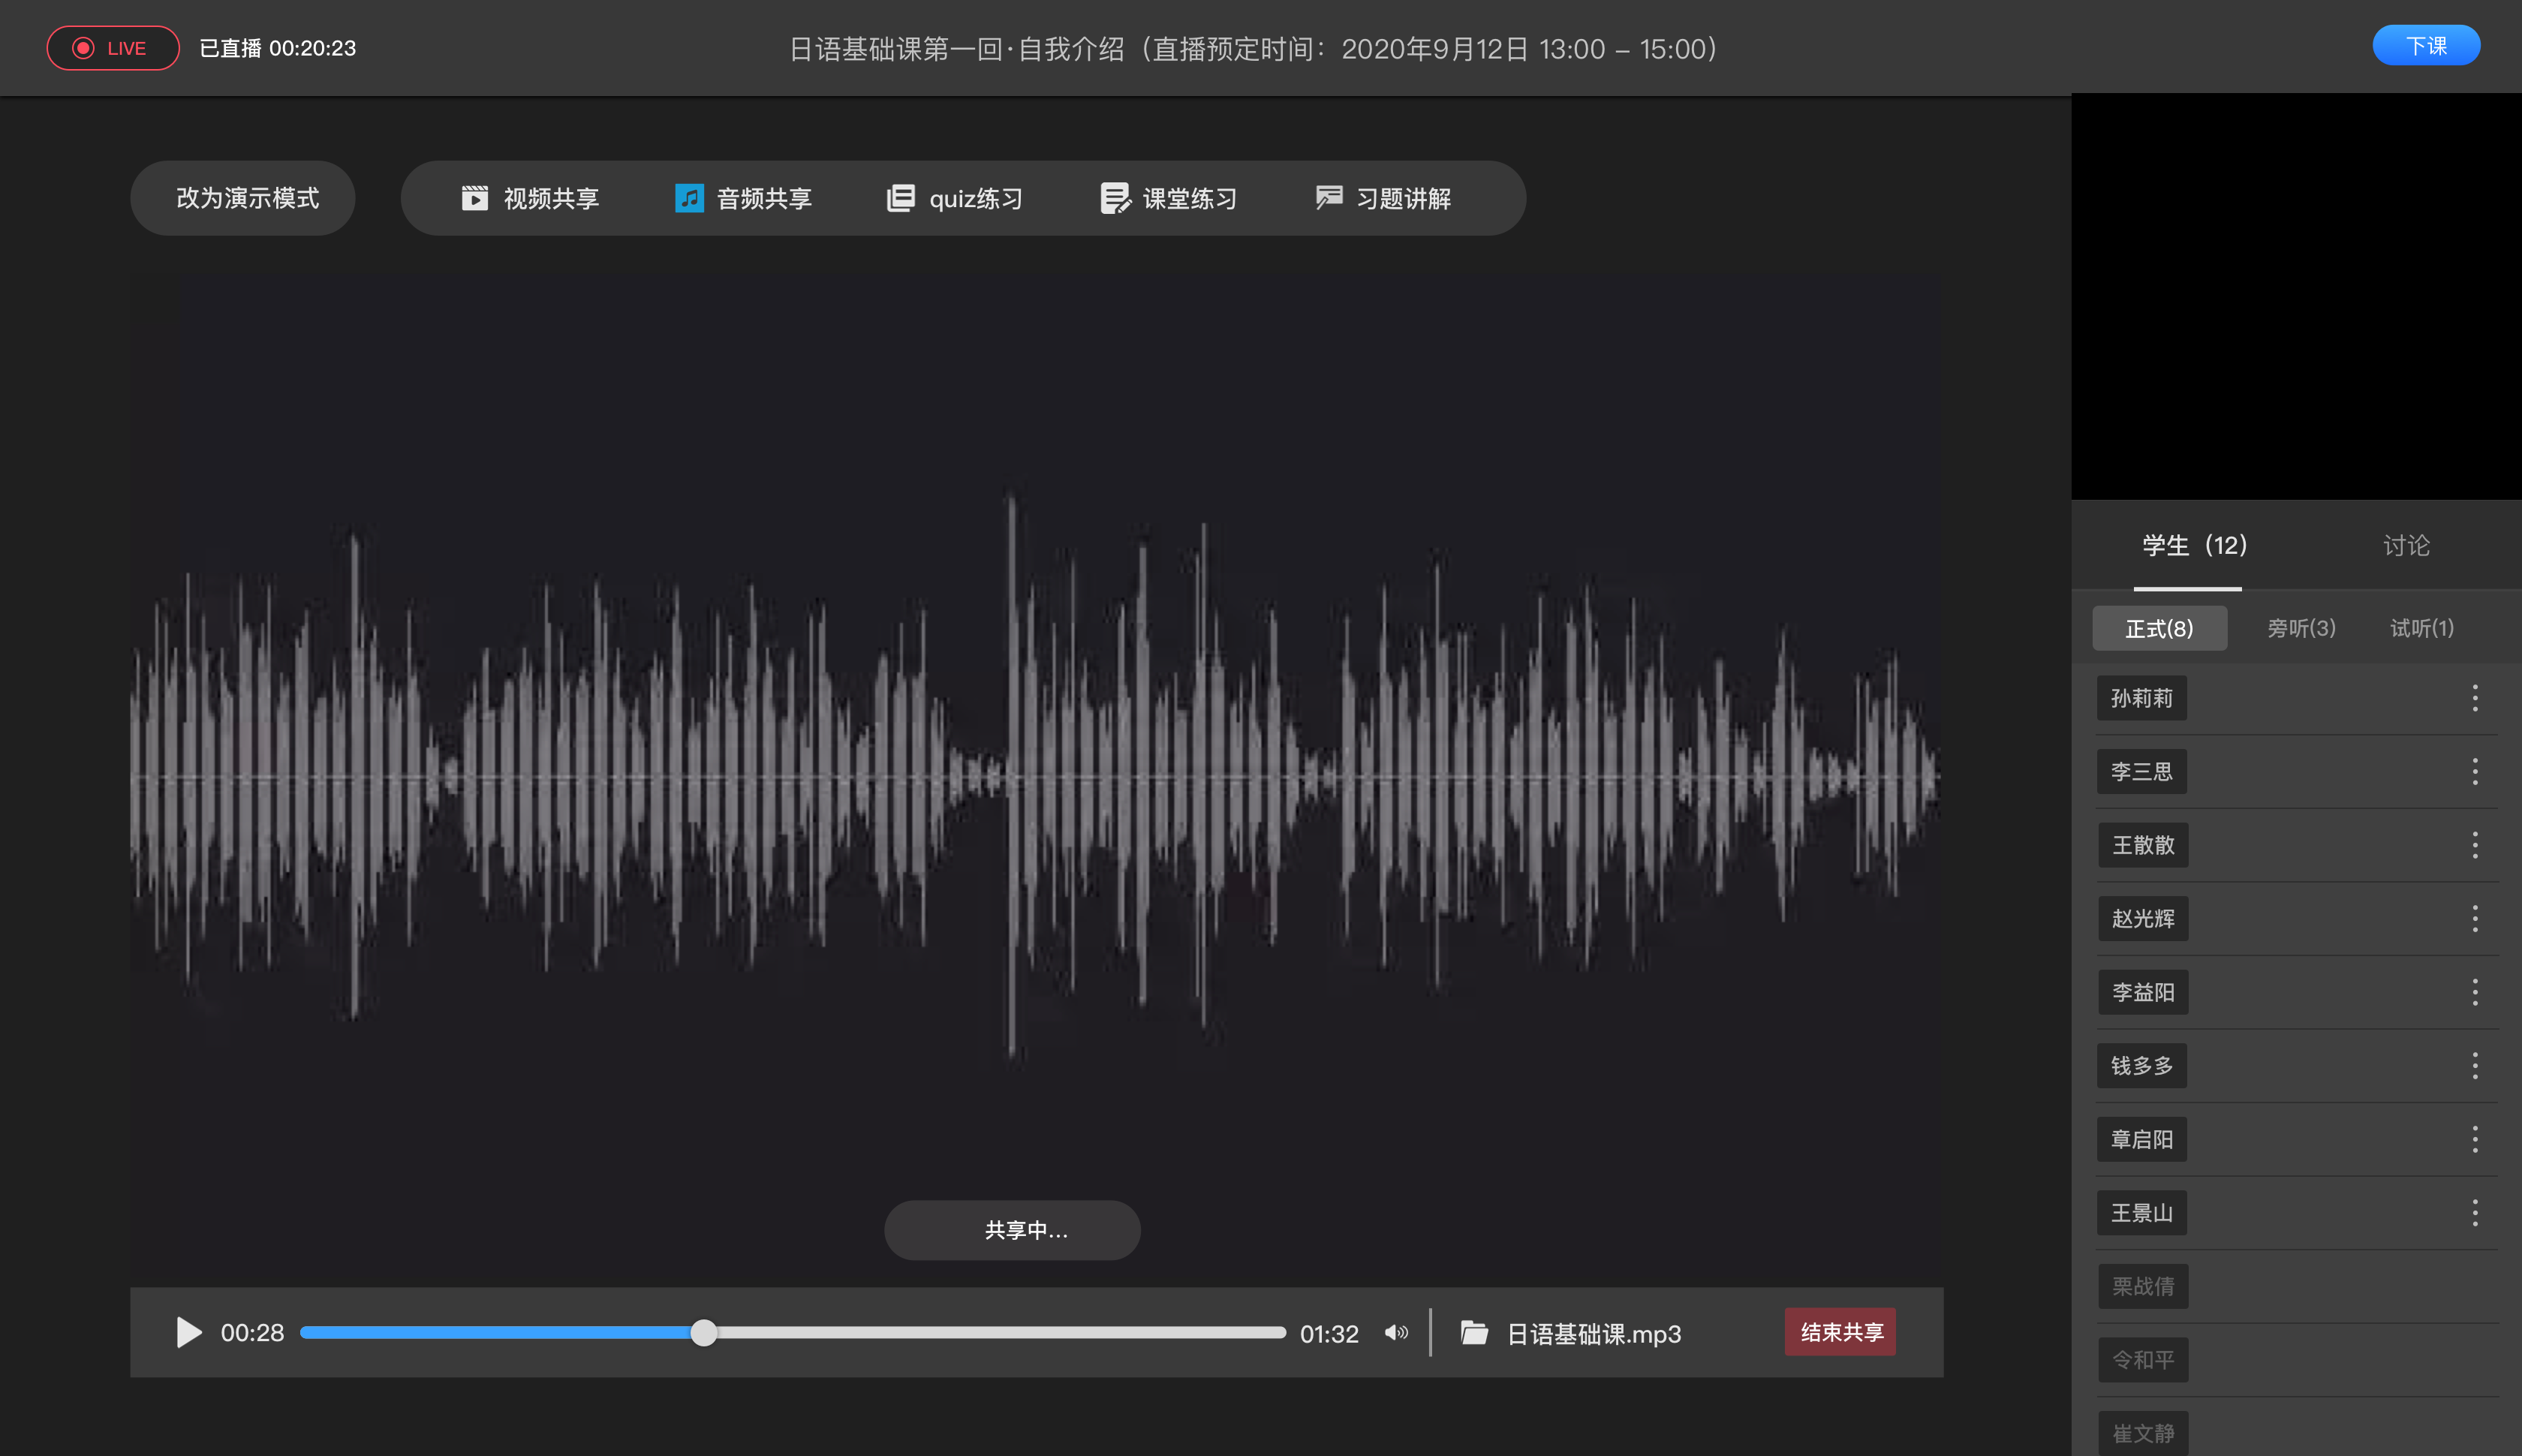 LIVE 已直播 00:20:23
日语基础课第一回·自我介绍（直播预定时间：2020年9月12日 13:00 – 15:00）
下课
改为演示模式
视频共享 音频共享 quiz练习 课堂练习 习题讲解
共享中...
00:28 01:32 日语基础课.mp3 结束共享
学生（12） 讨论
正式(8) 旁听(3) 试听(1)
孙莉莉
李三思
王散散
赵光辉
李益阳
钱多多
章启阳
王景山
栗战倩
令和平
崔文静